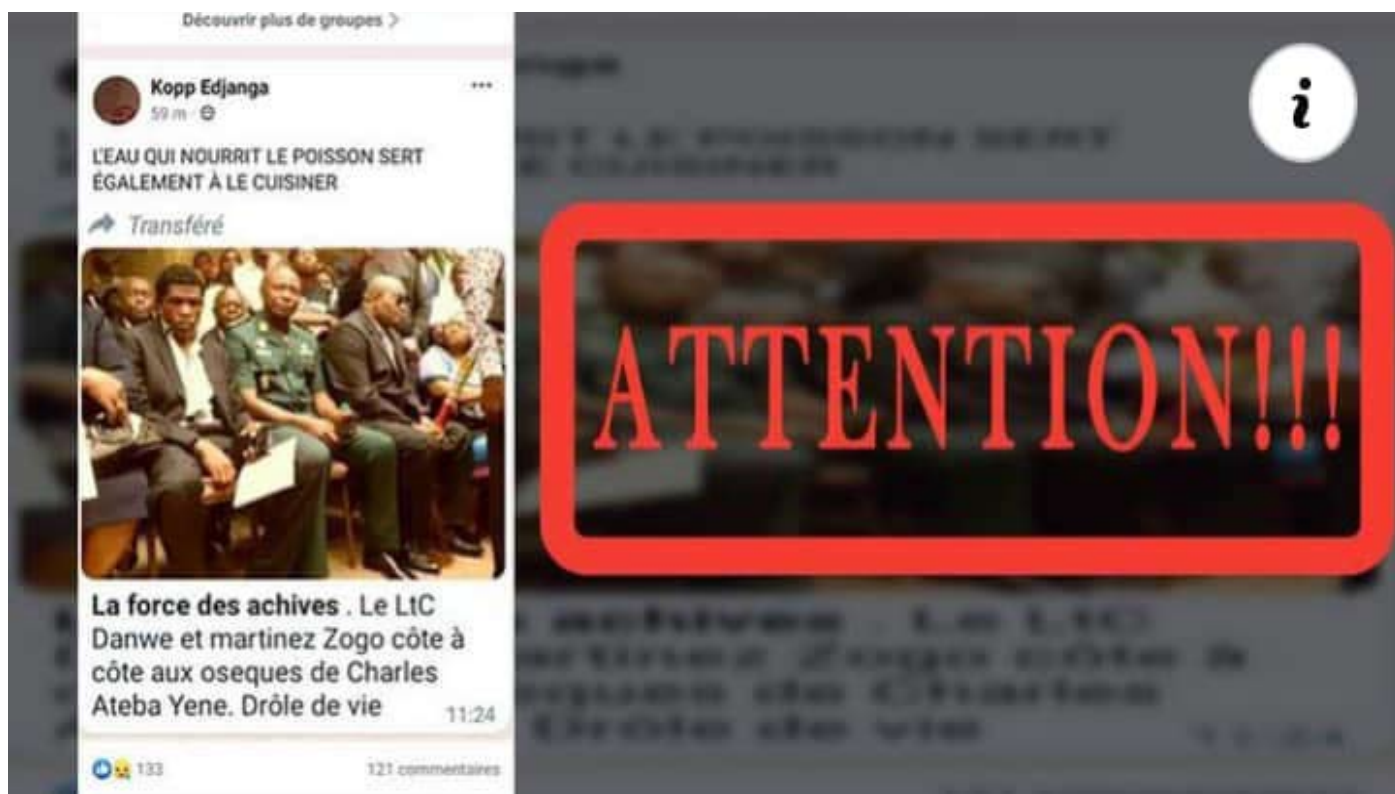 Découvrir plus de groupes >
Kopp Edjanga
59 m
L'EAU QUI NOURRIT LE POISSON SERT
ÉGALEMENT À LE CUISINER
Transféré
La force des achives . Le LtC
Danwe et martinez Zogo côte à
côte aux oseques de Charles
Ateba Yene. Drôle de vie
11:24
133
121 commentaires
i
ATTENTION!!!